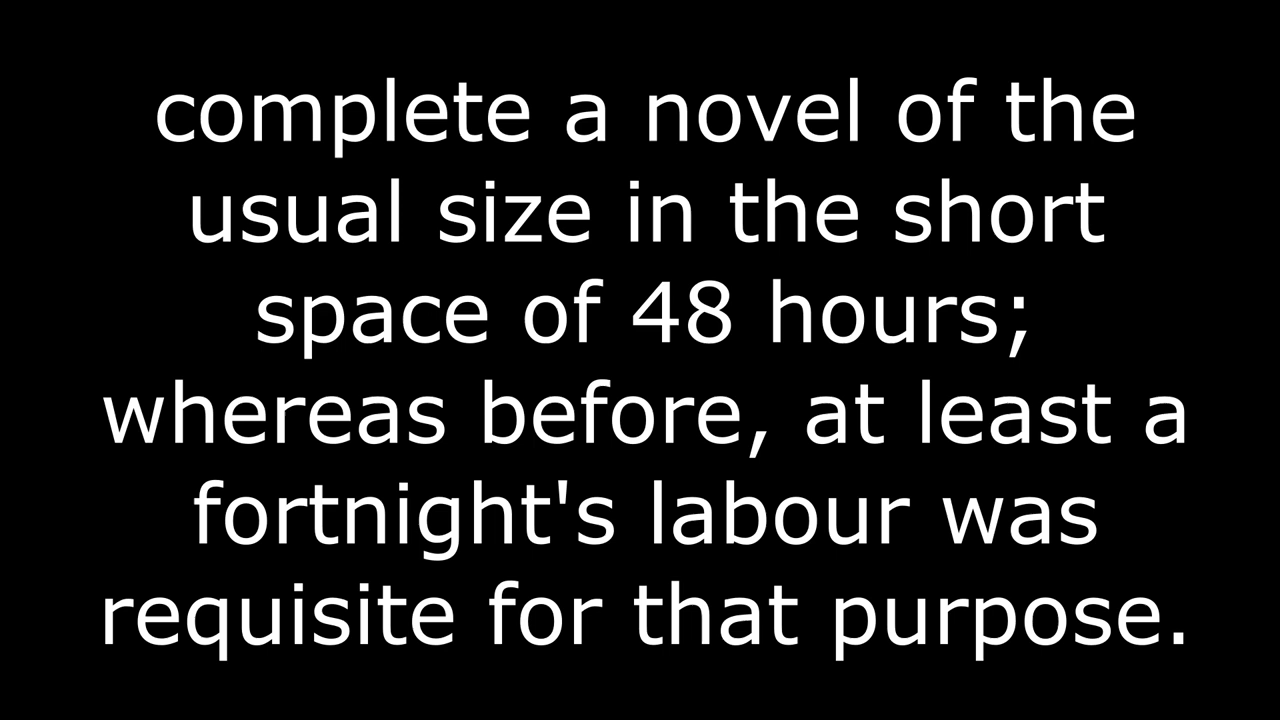 complete a novel of the
usual size in the short
space of 48 hours;
whereas before, at least a
fortnight's labour was
requisite for that purpose.